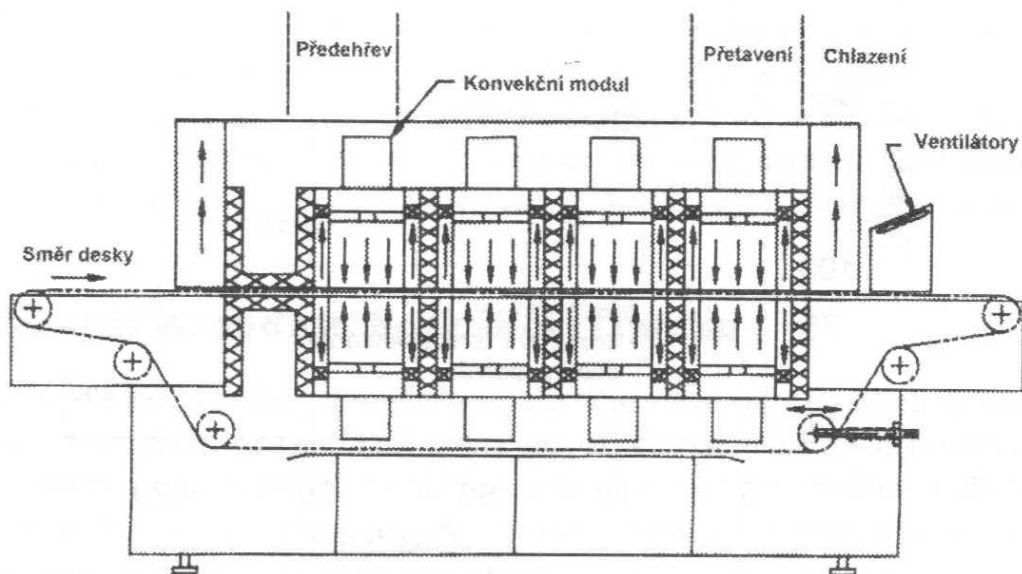 Předehřev
Přetavení
Chlazení
Konvekční modul
Ventilátory
Směr desky